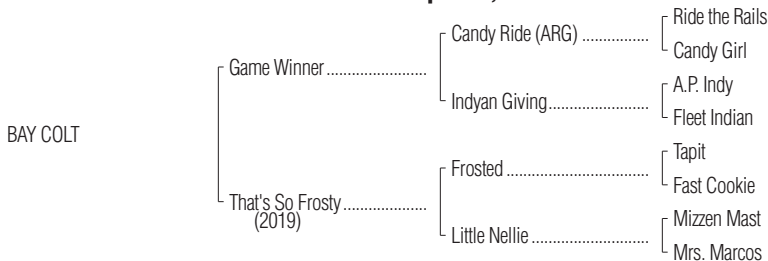 Ride the Rails
Candy Ride (ARG) ................
Candy Girl
Game Winner ........................
A.P. Indy
Indyan Giving........................
Fleet Indian
BAY COLT
Tapit
Frosted ..................................
Fast Cookie
That's So Frosty ....................
(2019)
Mizzen Mast
Little Nellie ............................
Mrs. Marcos